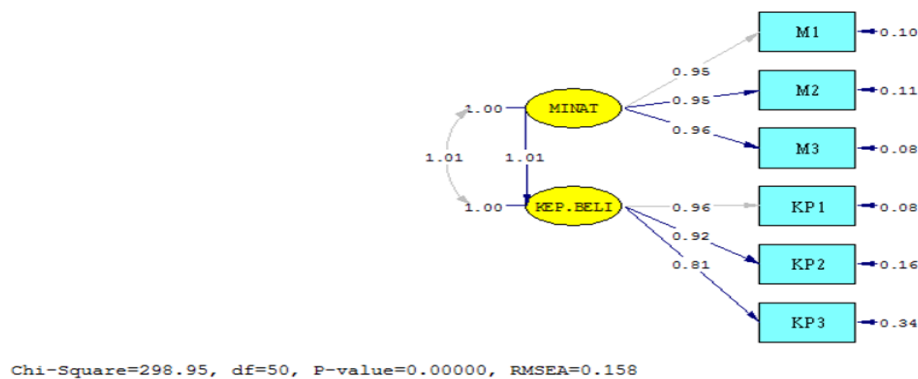 M1
0.10
0.95
M2
0.11
1.00
MINAT
0.95
0.96
M3
0.08
1.01
1.01
KP1
0.08
1.00
KEP.BELI
0.96
0.92
KP2
0.16
0.81
KP3
0.34
Chi-Square=298.95, df=50, P-value=0.00000, RMSEA=0.158